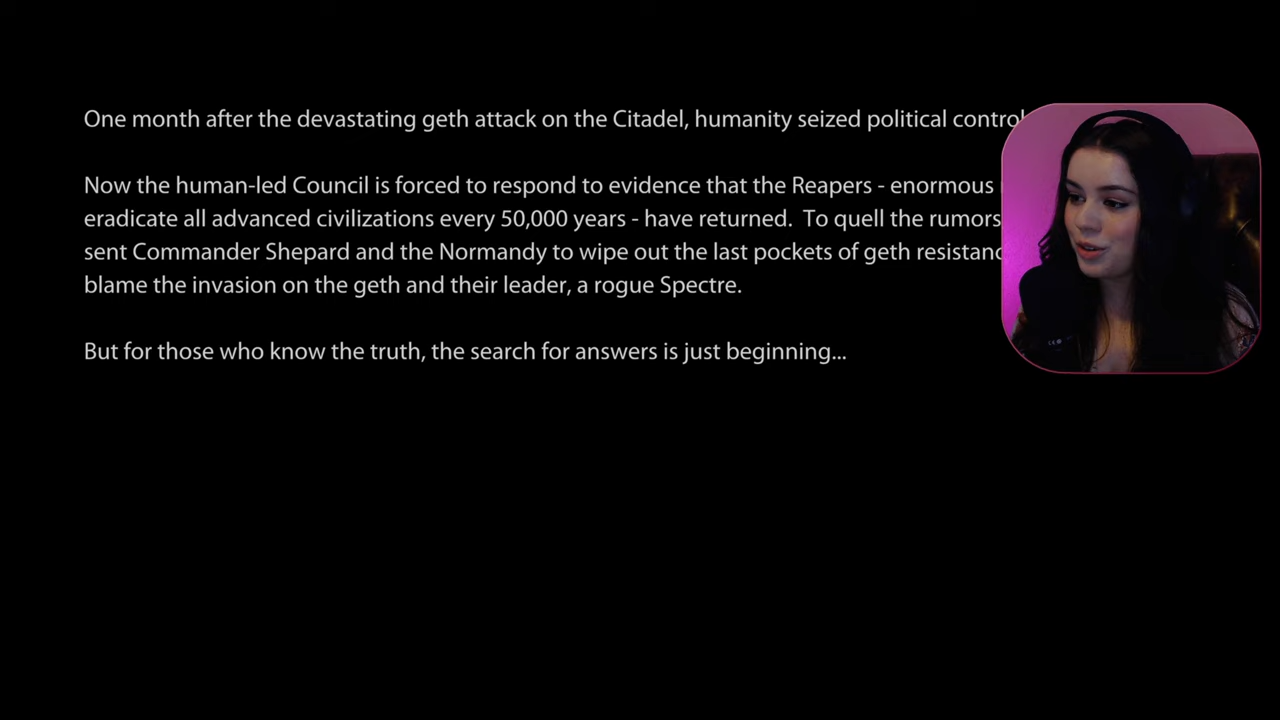 One month after the devastating geth attack on the Citadel, humanity seized political control
Now the human-led Council is forced to respond to evidence that the Reapers - enormous
eradicate all advanced civilizations every 50,000 years - have returned. To quell the rumors
sent Commander Shepard and the Normandy to wipe out the last pockets of geth
blame the invasion on the geth and their leader, a rogue Spectre.
But for those who know the truth, the search for answers is just beginning...